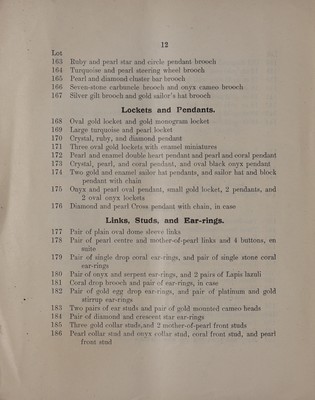 12
Lot
163 Ruby and pearl star and circle pendant brooch
164 Turquoise and pearl steering wheel brooch
165 Pearl and diamond cluster bar brooch
166 Seven-stone carbuncle brooch and onyx cameo brooch
167 Silver gilt brooch and gold sailor's hat brooch
Lockets and Pendants.
168 Oval gold locket and gold monogram locket
169 Large turquoise and pearl locket
170 Crystal, ruby, and diamond pendant
171 Three oval gold lockets with enamel miniatures
172 Pearl and enamel double heart pendant and pearl and coral pendant
173 Crystal, pearl, and coral pendant, and oval black onyx pendant
174 Two gold and enamel sailor hat pendants, and sailor hat and block
pendant with chain
175 Onyx and pearl oval pendant, small gold locket, 2 pendants, and
2 oval onyx lockets
176 Diamond and pearl Cross pendant with chain, in case
Links, Studs, and Ear-rings.
177 Pair of plain oval dome sleeve links
178 Pair of pearl centre and mother-of-pearl links and 4 buttons, en
suite
179 Pair of single drop coral ear-rings, and pair of single stone coral
ear-rings
180 Pair of onyx and serpent ear-rings, and 2 pairs of Lapis lazuli
181 Coral drop brooch and pair of ear-rings, in case
182 Pair of gold egg drop ear-rings, and pair of platinum and gold
stirrup ear-rings
183 Two pairs of ear studs and pair of gold mounted cameo heads
184 Pair of diamond and crescent star ear-rings
185 Three gold collar studs, and 2 mother-of-pearl front studs
186 Pearl collar stud and onyx collar stud, coral front stud, and pearl
front stud